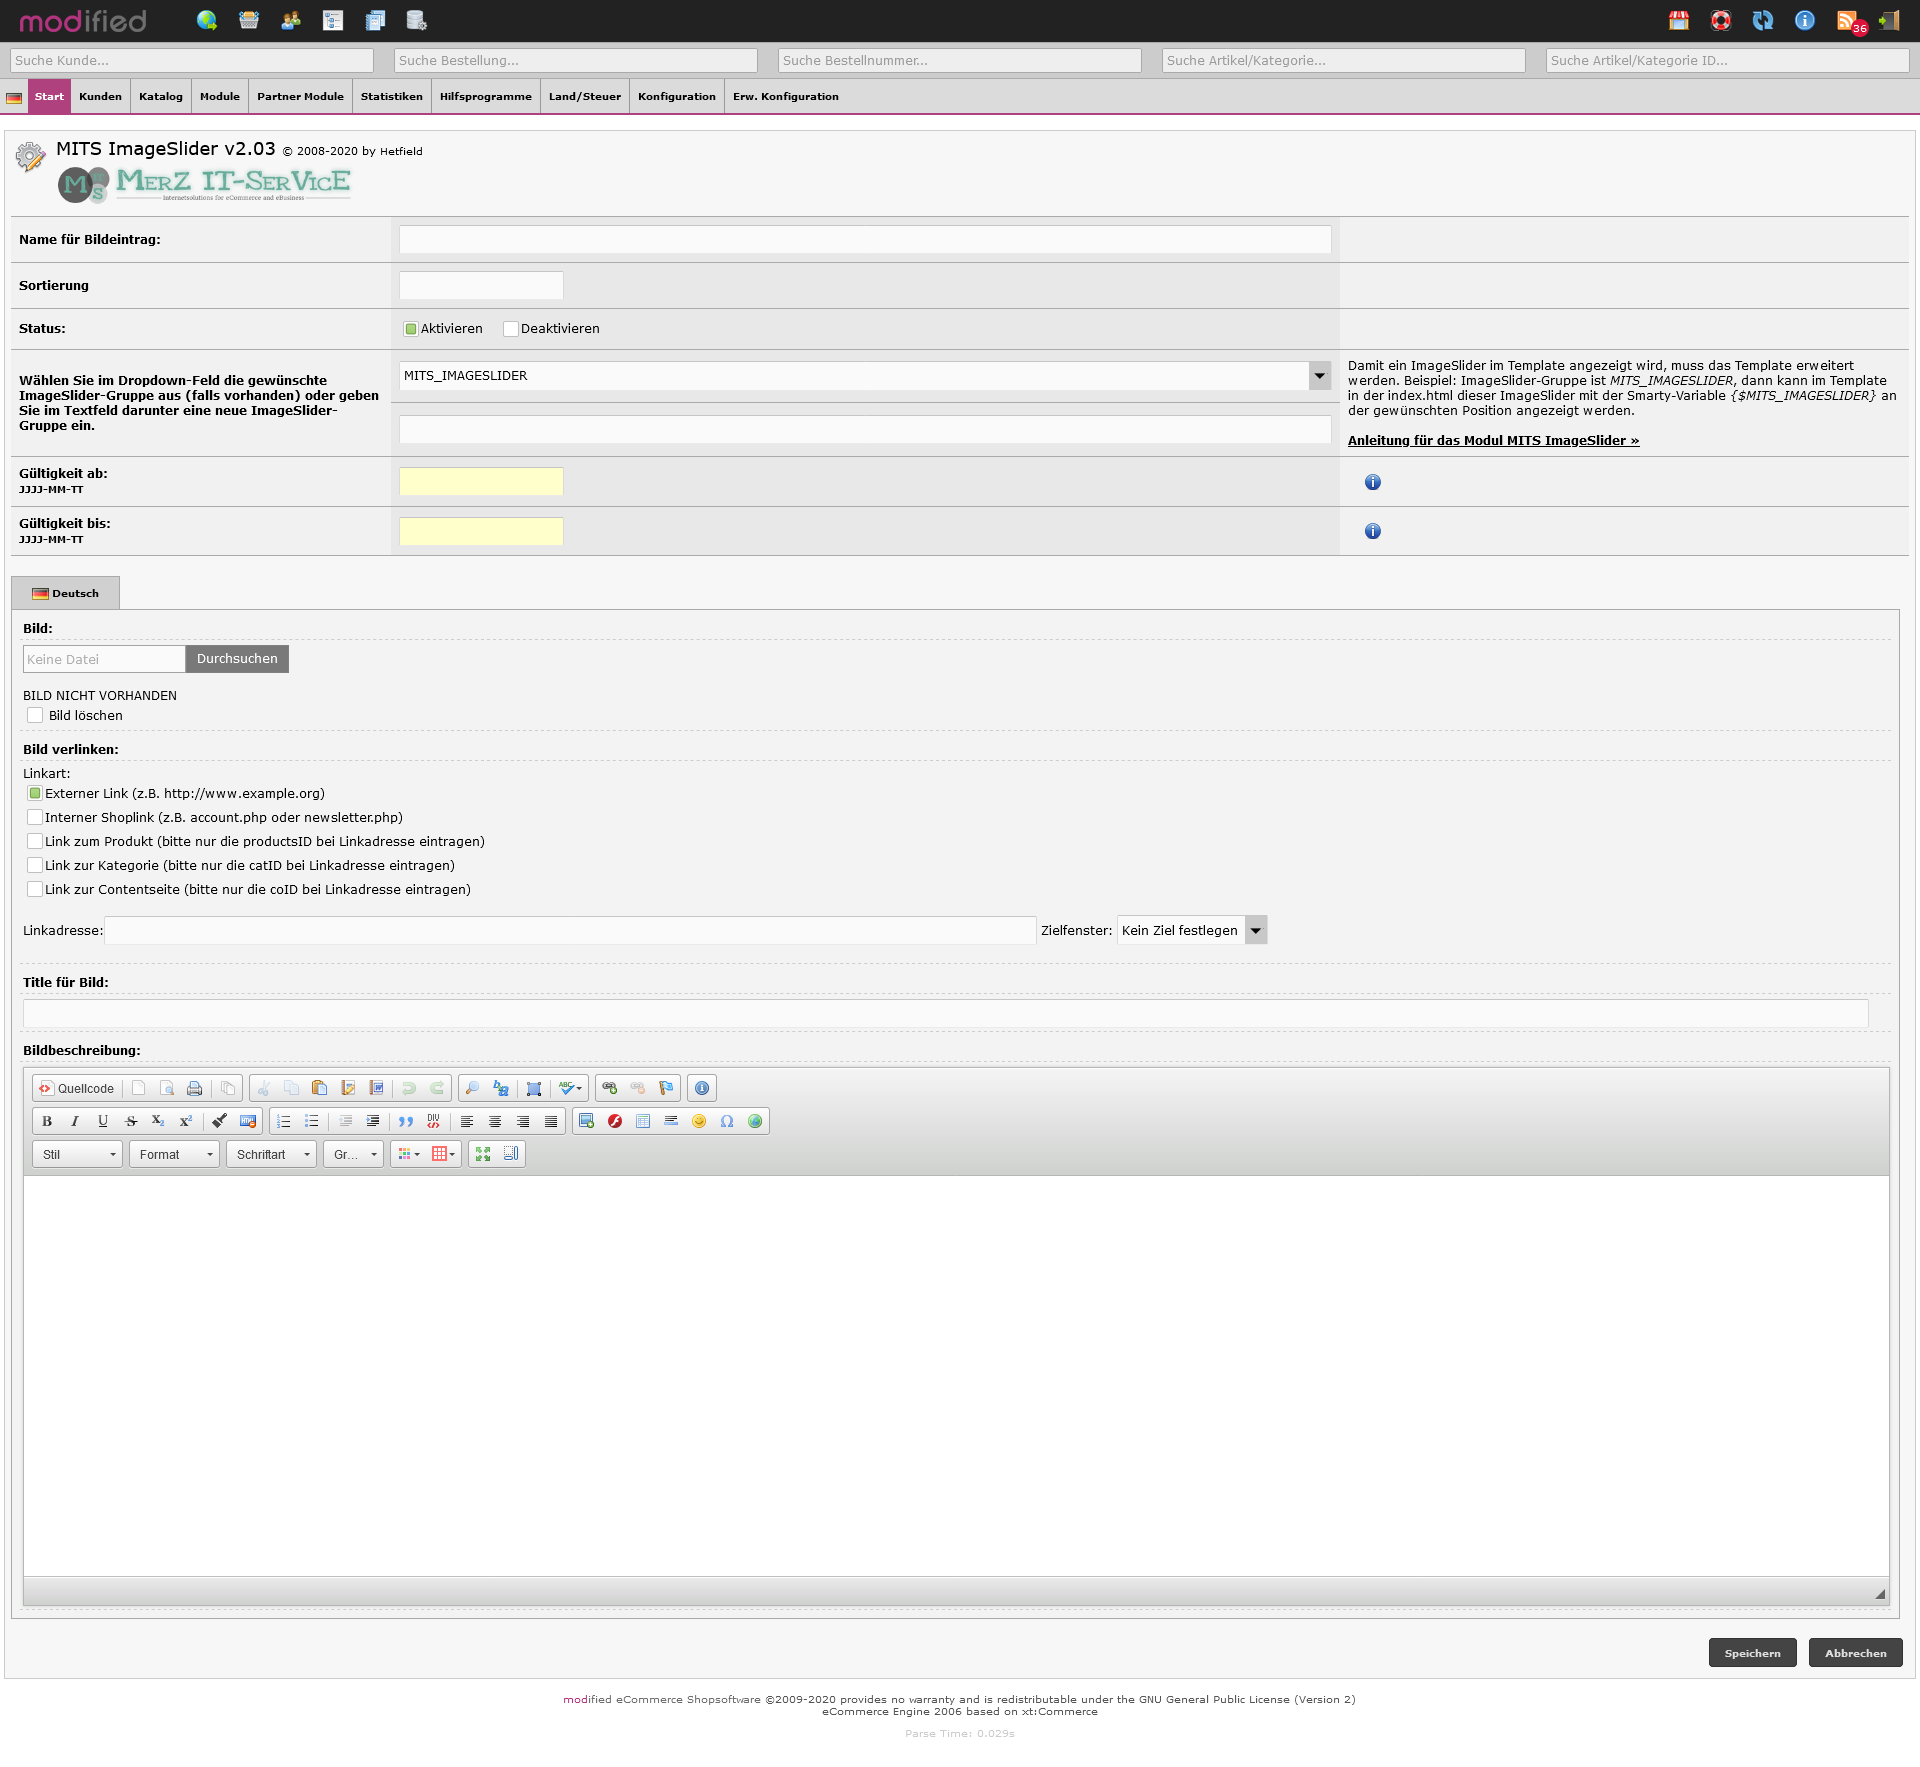 modified
36
Suche Kunde... Suche Bestellung... Suche Bestellnummer... Suche Artikel/Kategorie... Suche Artikel/Kategorie ID...
Start Kunden Katalog Module Partner Module Statistiken Hilfsprogramme Land/Steuer Konfiguration Erw. Konfiguration
MITS ImageSlider v2.03 © 2008-2020 by Hetfield
MITS MERZ IT-SERVICE
Internetsolutions for eCommerce and eBusiness
Name für Bildeintrag:
Sortierung
Status: Aktivieren Deaktivieren
Wählen Sie im Dropdown-Feld die gewünschte
ImageSlider-Gruppe aus (falls vorhanden) oder geben
Sie im Textfeld darunter eine neue ImageSlider-
Gruppe ein.
MITS_IMAGESLIDER
Damit ein ImageSlider im Template angezeigt wird, muss das Template erweitert
werden. Beispiel: ImageSlider-Gruppe ist MITS_IMAGESLIDER, dann kann im Template
in der index.html dieser ImageSlider mit der Smarty-Variable {$MITS_IMAGESLIDER} an
der gewünschten Position angezeigt werden.
Anleitung für das Modul MITS ImageSlider »
Gültigkeit ab:
JJJJ-MM-TT
Gültigkeit bis:
JJJJ-MM-TT
Deutsch
Bild:
Keine Datei Durchsuchen
BILD NICHT VORHANDEN
Bild löschen
Bild verlinken:
Linkart:
Externer Link (z.B. http://www.example.org)
Interner Shoplink (z.B. account.php oder newsletter.php)
Link zum Produkt (bitte nur die productsID bei Linkadresse eintragen)
Link zur Kategorie (bitte nur die catID bei Linkadresse eintragen)
Link zur Contentseite (bitte nur die coID bei Linkadresse eintragen)
Linkadresse: Zielfenster: Kein Ziel festlegen
Title für Bild:
Bildbeschreibung:
Quellcode ABC
B I U S X₂ X² DIV Ω
Stil Format Schriftart Gr...
Speichern Abbrechen
modified eCommerce Shopsoftware ©2009-2020 provides no warranty and is redistributable under the GNU General Public License (Version 2)
eCommerce Engine 2006 based on xt:Commerce
Parse Time: 0.029s